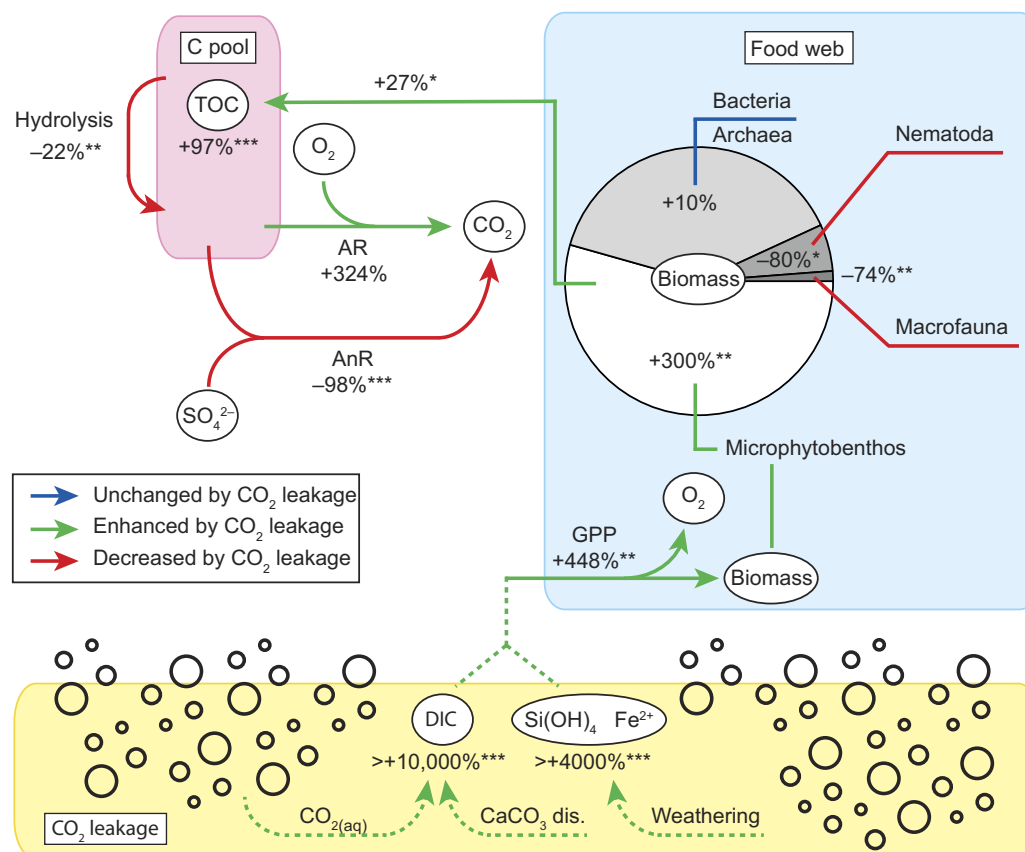 C pool
Food web
Hydrolysis
–22%**
TOC
+97%***
+27%*
O₂
AR
+324%
CO₂
AnR
–98%***
SO₄²⁻
Bacteria
Archaea
Nematoda
+10%
–80%*
–74%**
Biomass
Macrofauna
+300%**
Microphytobenthos
O₂
GPP
+448%**
Biomass
Unchanged by CO₂ leakage
Enhanced by CO₂ leakage
Decreased by CO₂ leakage
DIC
Si(OH)₄ Fe²⁺
>+10,000%***
>+4000%***
CO₂(aq)
CaCO₃ dis.
Weathering
CO₂ leakage